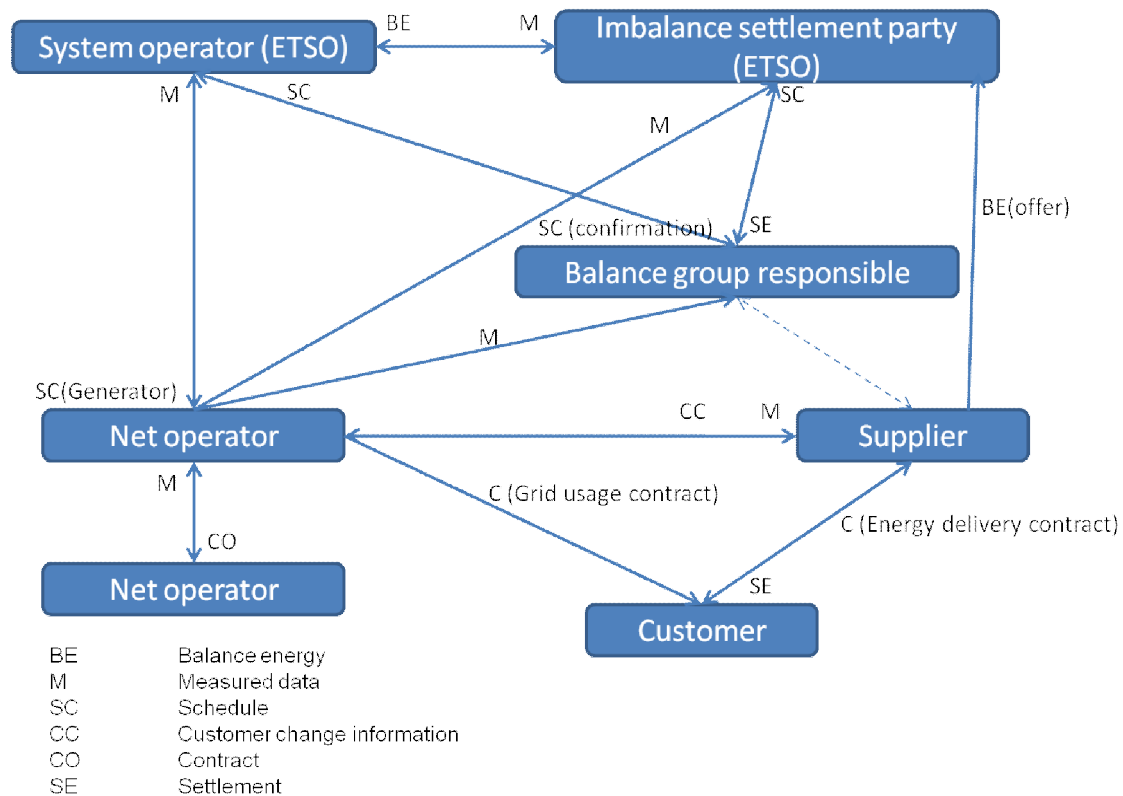 System operator (ETSO)
BE
M
Imbalance settlement party
(ETSO)
M
SC
SC
M
BE(offer)
SC (confirmation)
SE
Balance group responsible
M
SC(Generator)
Net operator
CC
M
Supplier
M
C (Grid usage contract)
C (Energy delivery contract)
CO
Net operator
SE
Customer
BE Balance energy
M Measured data
SC Schedule
CC Customer change information
CO Contract
SE Settlement